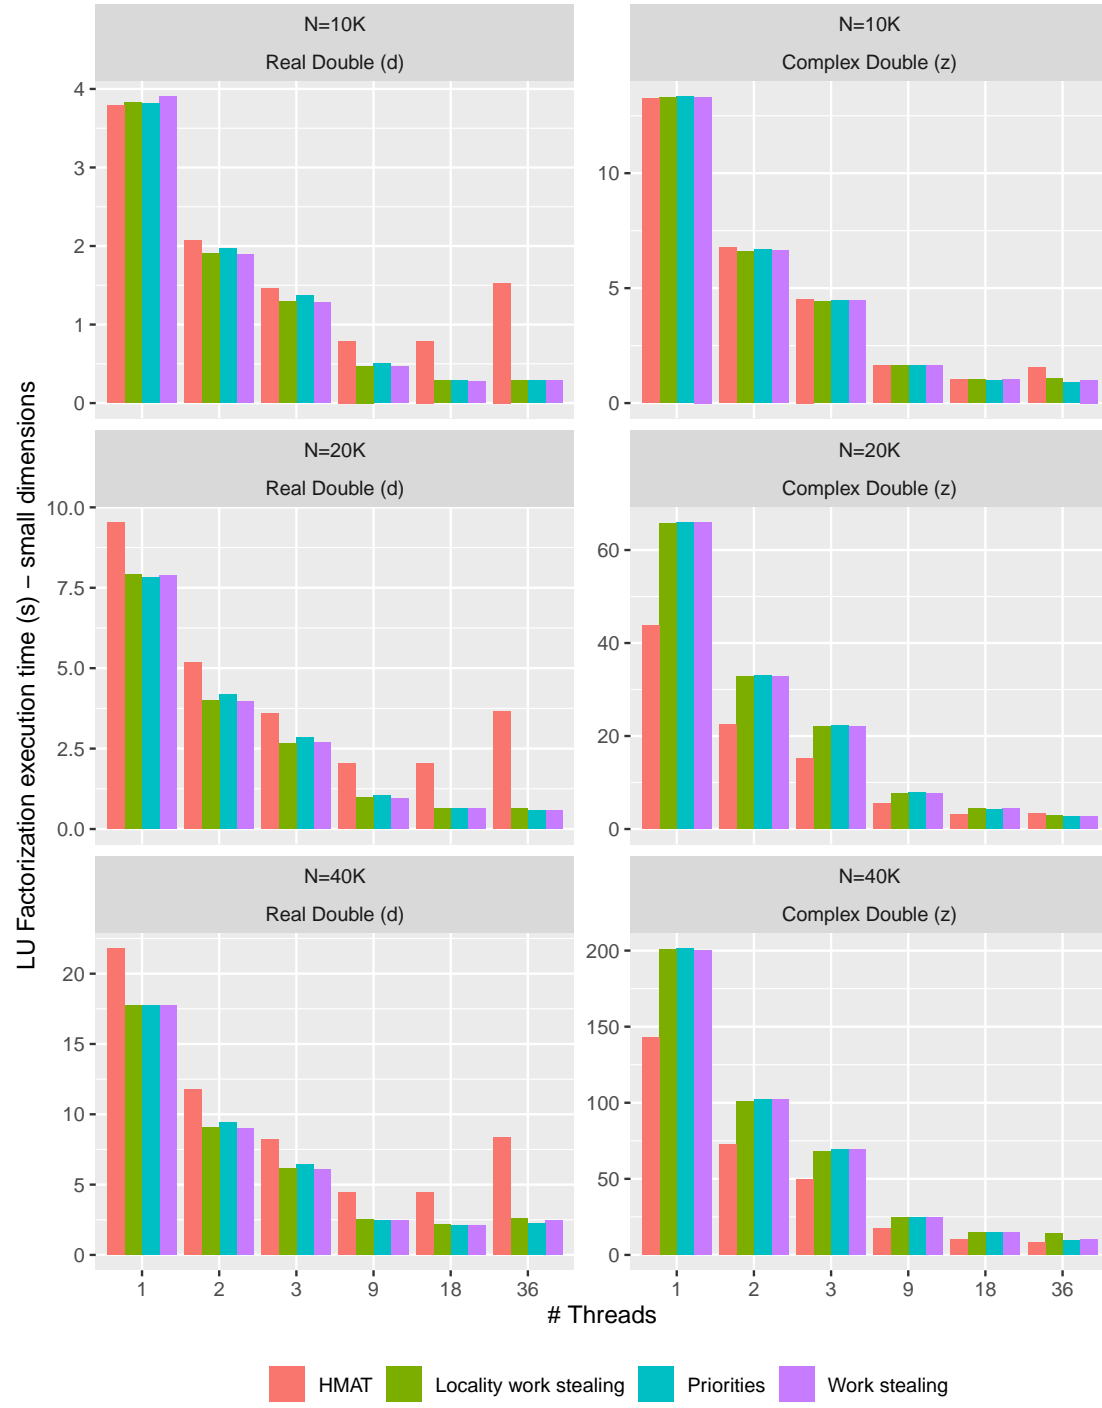 N=10K
Real Double (d)
N=10K
Complex Double (z)
4
3
2
1
0
10
5
0
N=20K
Real Double (d)
N=20K
Complex Double (z)
10.0
7.5
5.0
2.5
0.0
60
40
20
0
N=40K
Real Double (d)
N=40K
Complex Double (z)
20
15
10
5
0
200
150
100
50
0
1 2 3 9 18 36
1 2 3 9 18 36
LU Factorization execution time (s) − small dimensions
# Threads
HMAT Locality work stealing Priorities Work stealing